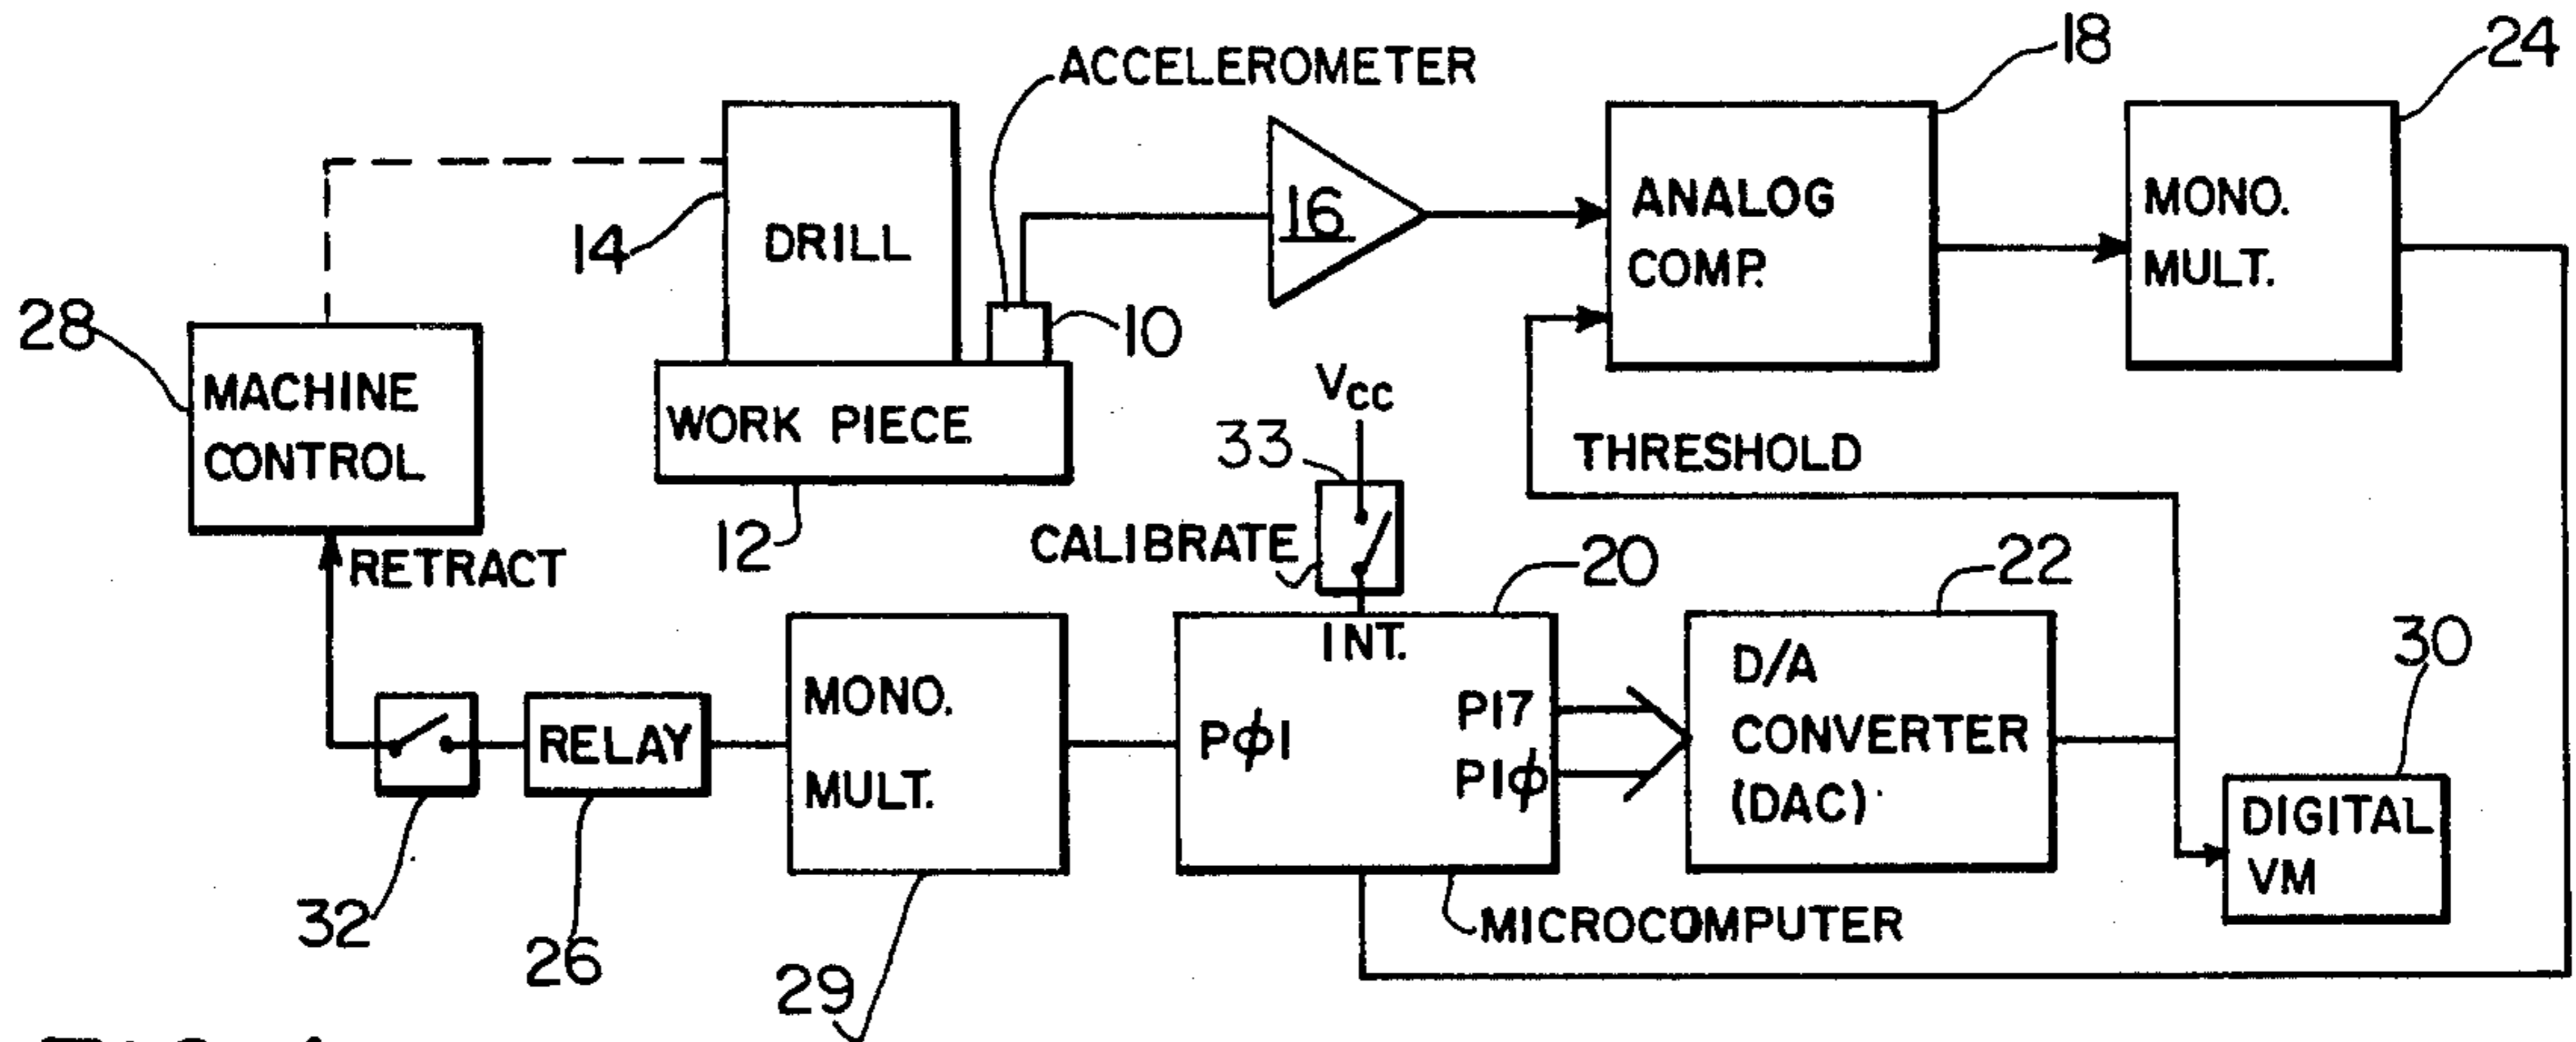 ACCELEROMETER
18
24
16
ANALOG
COMP.
MONO.
MULT.
14
DRILL
10
28
MACHINE
CONTROL
WORK PIECE
12
VCC
33
CALIBRATE
THRESHOLD
RETRACT
20
22
30
INT.
MONO.
MULT.
PΦ1
P17
P1Φ
D/A
CONVERTER
(DAC)
DIGITAL
VM
RELAY
32
26
29
MICROCOMPUTER